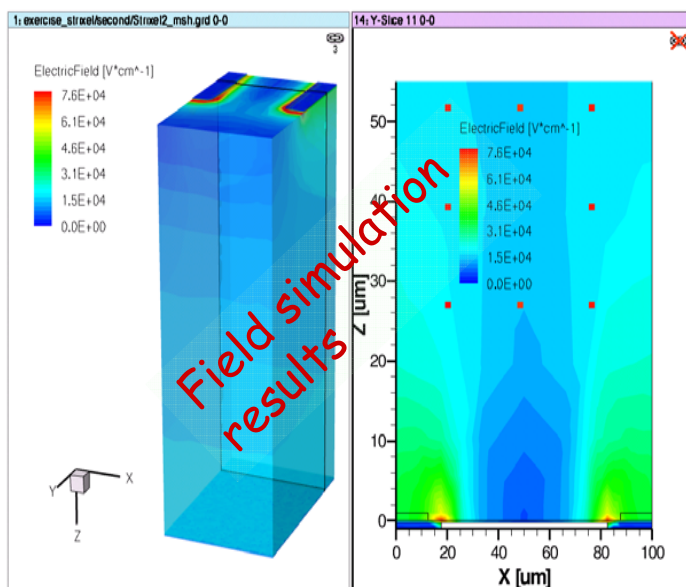 1: exercise_strixel/second/Strixel2_msh.grd 0-0
3
ElectricField [V*cm^-1]
7.6E+04
6.1E+04
4.6E+04
3.1E+04
1.5E+04
0.0E+00
X
Y
Z
14: Y-Slice 11 0-0
ElectricField [V*cm^-1]
7.6E+04
6.1E+04
4.6E+04
3.1E+04
1.5E+04
0.0E+00
50
40
30
20
10
0
Z [um]
0 20 40 60 80 100
X [um]
Field simulation
results